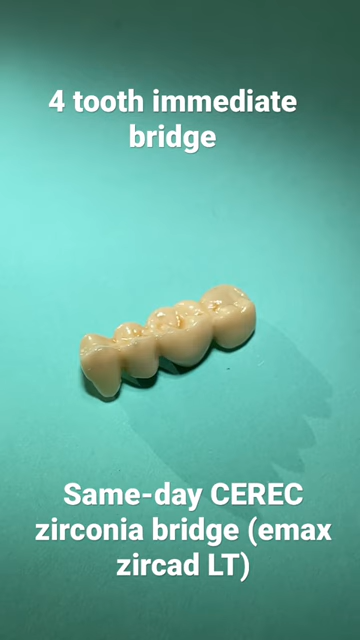 4 tooth immediate
bridge
Same-day CEREC
zirconia bridge (emax
zircad LT)